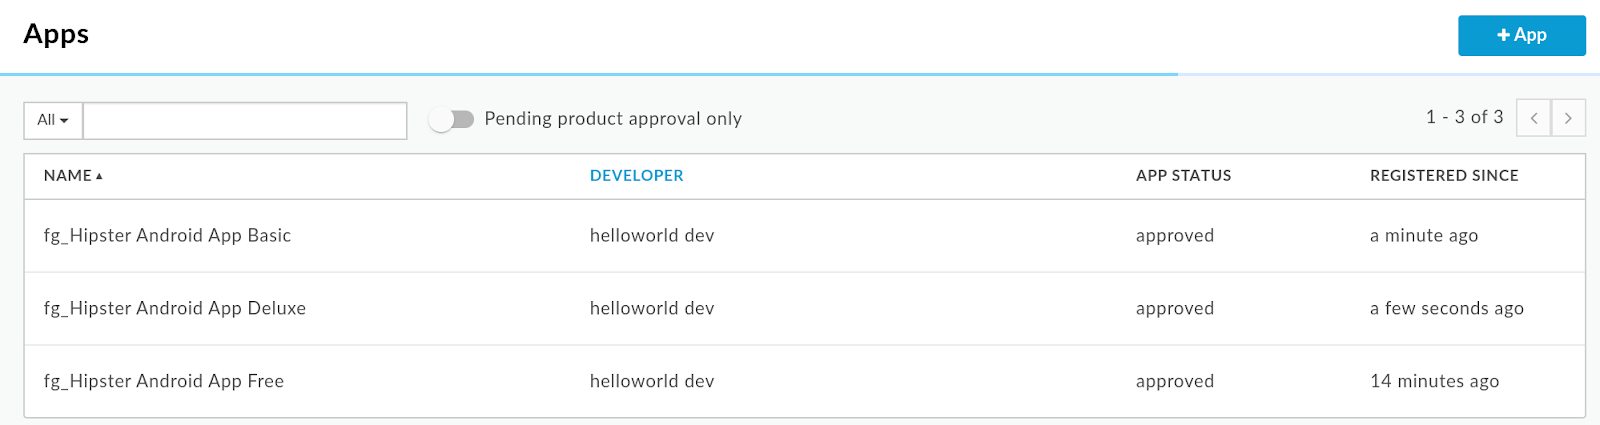 Apps
+ App
All
Pending product approval only
1 - 3 of 3
NAME DEVELOPER APP STATUS REGISTERED SINCE
fg_Hipster Android App Basic helloworld dev approved a minute ago
fg_Hipster Android App Deluxe helloworld dev approved a few seconds ago
fg_Hipster Android App Free helloworld dev approved 14 minutes ago